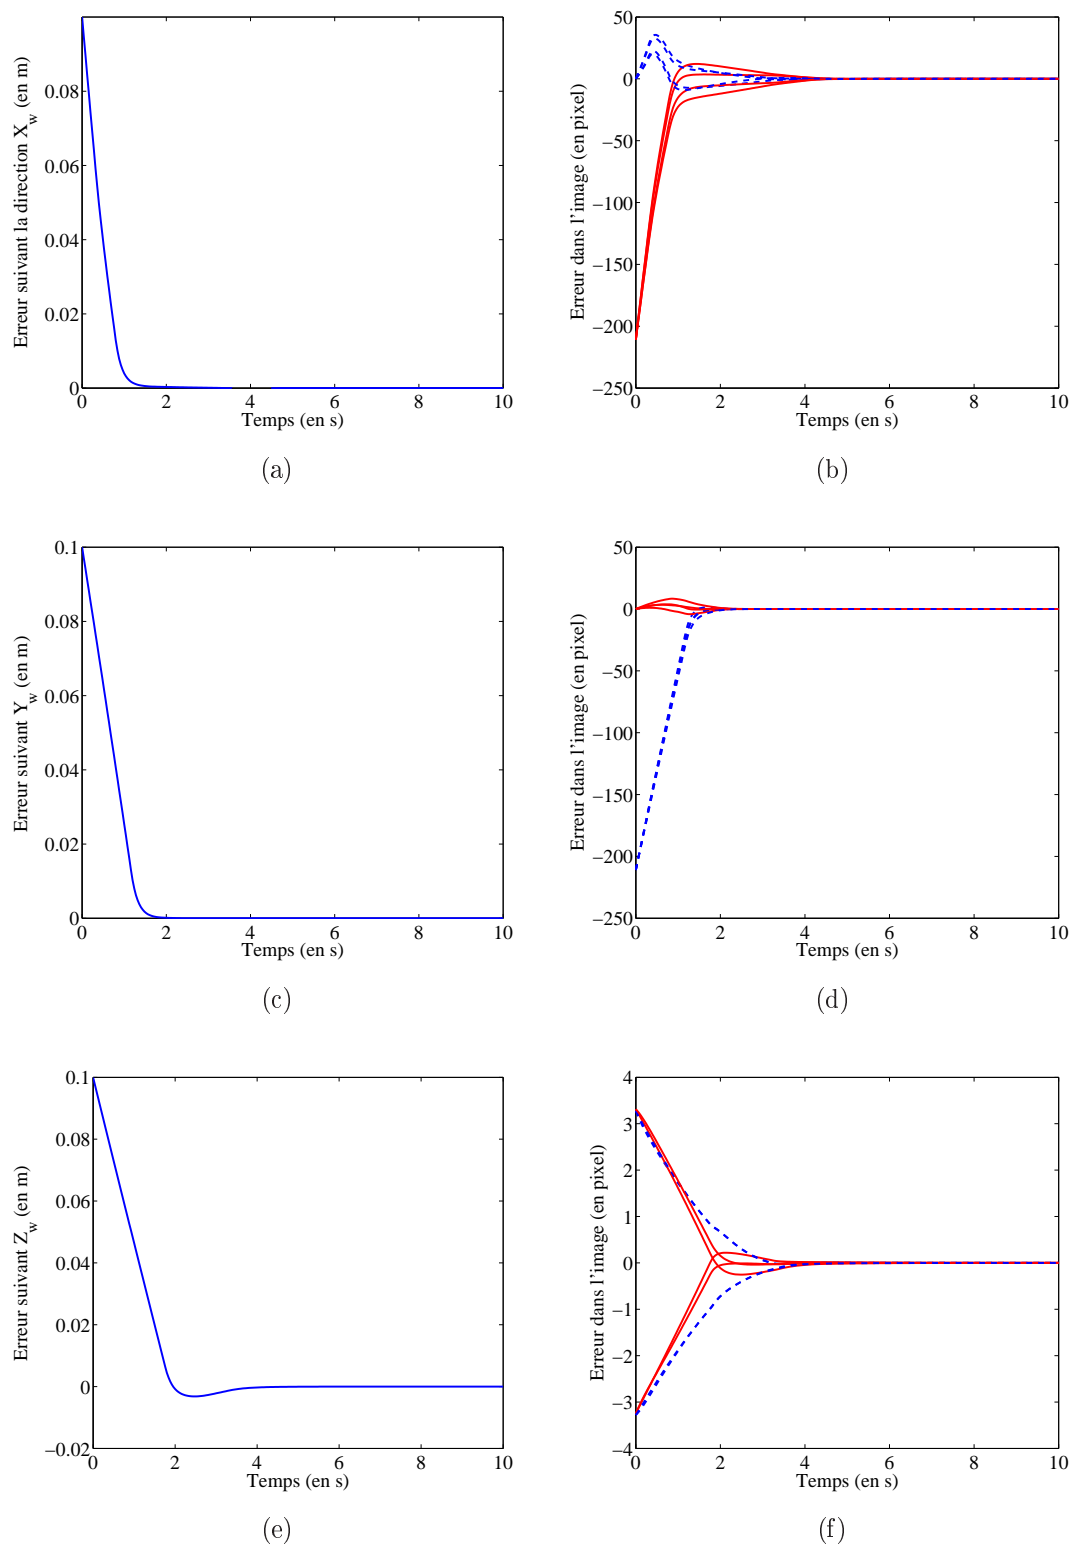 Erreur suivant la direction X_w (en m)
0.08
0.06
0.04
0.02
0
0 2 4 6 8 10
Temps (en s)
(a)
Erreur dans l'image (en pixel)
50
0
−50
−100
−150
−200
−250
0 2 4 6 8 10
Temps (en s)
(b)
Erreur suivant Y_w (en m)
0.1
0.08
0.06
0.04
0.02
0
0 2 4 6 8 10
Temps (en s)
(c)
Erreur dans l'image (en pixel)
50
0
−50
−100
−150
−200
−250
0 2 4 6 8 10
Temps (en s)
(d)
Erreur suivant Z_w (en m)
0.1
0.08
0.06
0.04
0.02
0
−0.02
0 2 4 6 8 10
Temps (en s)
(e)
Erreur dans l'image (en pixel)
4
3
2
1
0
−1
−2
−3
−4
0 2 4 6 8 10
Temps (en s)
(f)